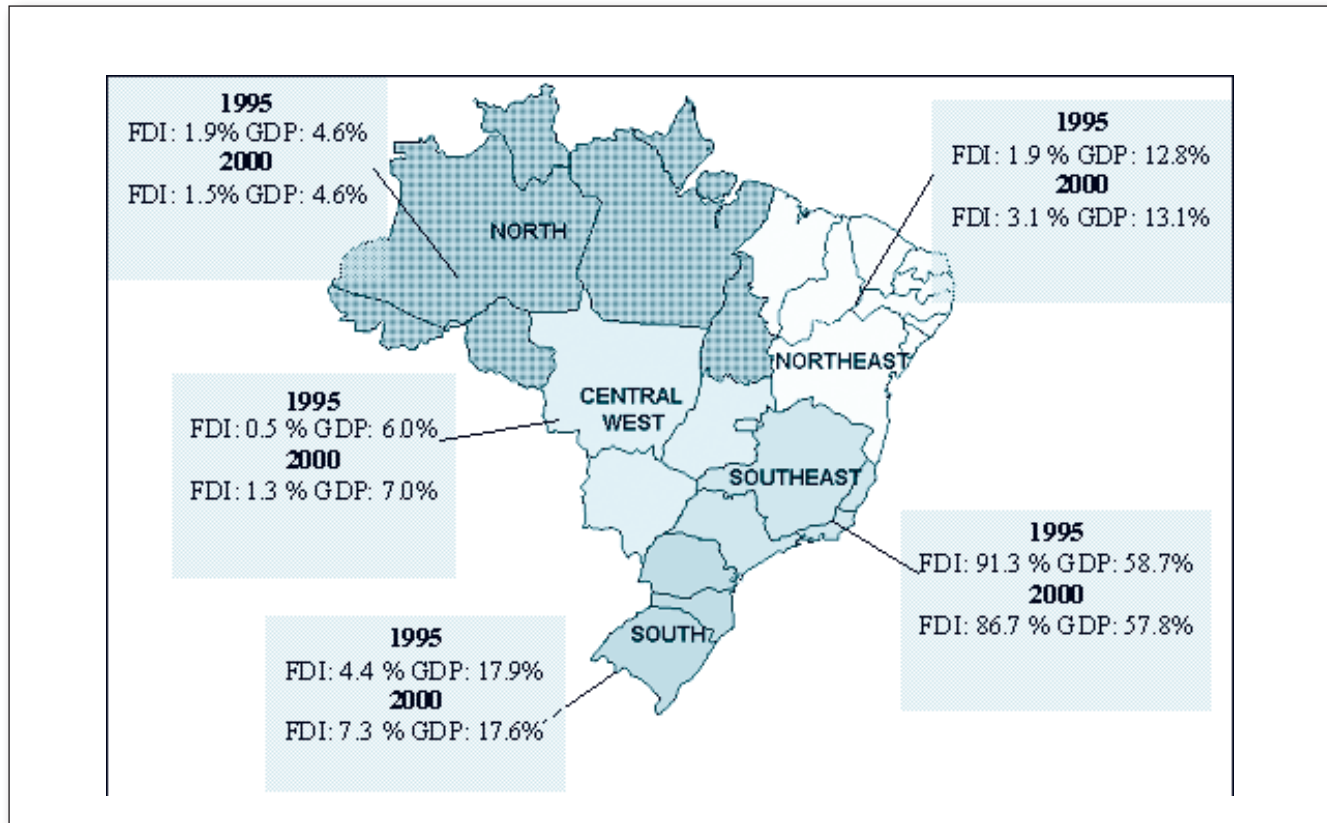 1995
FDI: 1.9% GDP: 4.6%
2000
FDI: 1.5% GDP: 4.6%
1995
FDI: 1.9 % GDP: 12.8%
2000
FDI: 3.1 % GDP: 13.1%
NORTH
NORTHEAST
CENTRAL
WEST
1995
FDI: 0.5 % GDP: 6.0%
2000
FDI: 1.3 % GDP: 7.0%
SOUTHEAST
1995
FDI: 91.3 % GDP: 58.7%
2000
FDI: 86.7 % GDP: 57.8%
SOUTH
1995
FDI: 4.4 % GDP: 17.9%
2000
FDI: 7.3 % GDP: 17.6%